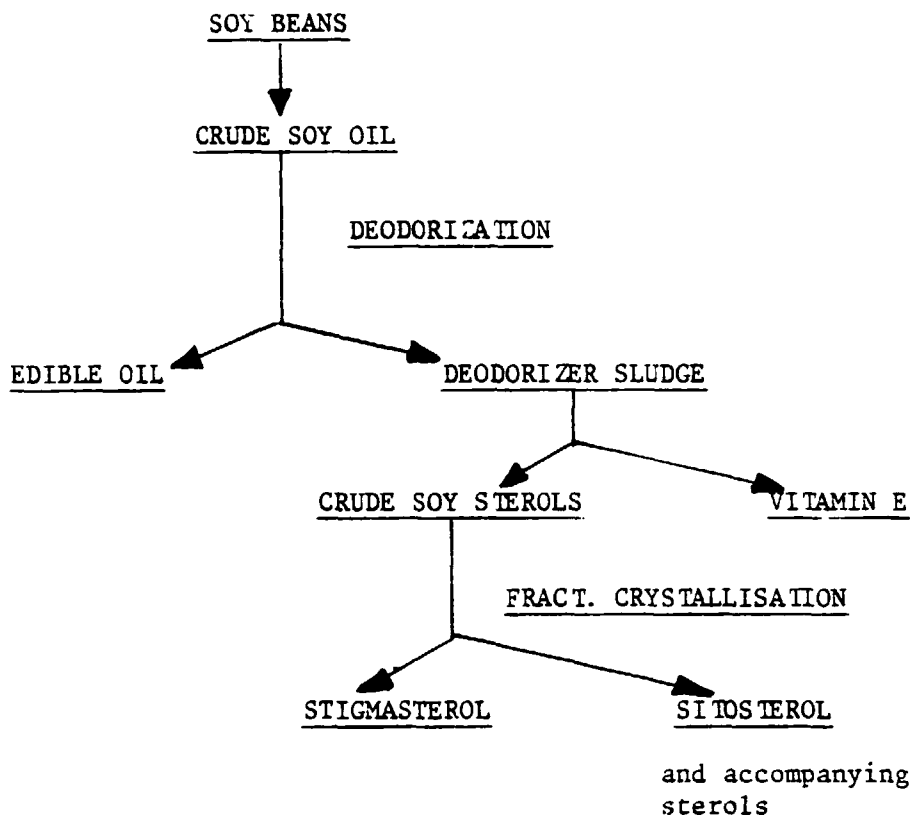 SOY BEANS
CRUDE SOY OIL
DEODORIZATION
EDIBLE OIL
DEODORIZER SLUDGE
CRUDE SOY STEROLS
VITAMIN E
FRACT. CRYSTALLISATION
STIGMASTEROL
SITOSTEROL
and accompanying
sterols